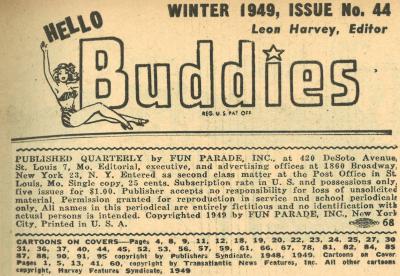 WINTER 1949, ISSUE No. 44
Leon Harvey, Editor
HELLO
Buddies
REG. U.S. PAT. OFF.
PUBLISHED QUARTERLY by FUN PARADE, INC., at 420 DeSoto Avenue,
St. Louis 7, Mo. Editorial, executive, and advertising offices at 1860 Broadway,
New York 23, N. Y. Entered as second class matter at the Post Office in St.
Louis, Mo. Single copy, 25 cents. Subscription rate in U. S. and possessions only,
five issues for $1.00. Publisher accepts no responsibility for loss of unsolicited
material. Permission granted for reproduction in service and school periodicals
only. All names in this periodical are entirely fictitious and no identification with
actual persons is intended. Copyrighted 1949 by FUN PARADE, INC., New York
City, Printed in U. S. A. 68
CARTOONS ON COVERS—Pages 4, 8, 9, 11, 12, 18, 19, 20, 22, 23, 24, 25, 27, 30
31, 36, 37, 40, 44, 45, 52, 53, 56, 57, 59, 61, 66, 67, 78, 81, 82, 84, 85
87, 88, 90, 91, 95 copyright by Publishers Syndicate. 1948, 1949. Cartoons on
Pages 1, 5, 13, 41, 60, copyright by Transatlantic News Features, Inc. All other cartoons
copyright, Harvey Features Syndicate, 1949